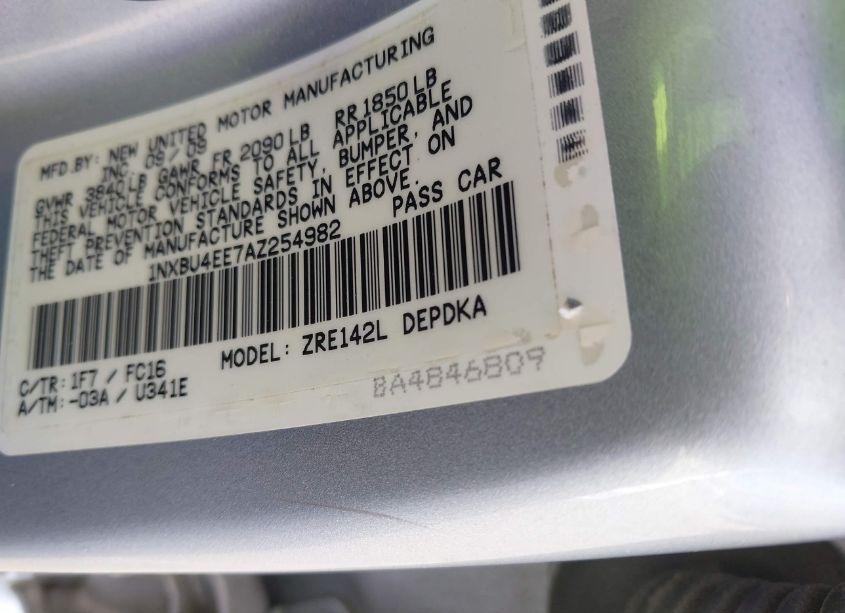 MFD.BY: NEW UNITED MOTOR MANUFACTURING
INC. 09/09
GVWR 3840LB GAWR FR 2090LB RR 1850LB
THIS VEHICLE CONFORMS TO ALL APPLICABLE
FEDERAL MOTOR VEHICLE SAFETY, BUMPER, AND
THEFT PREVENTION STANDARDS IN EFFECT ON
THE DATE OF MANUFACTURE SHOWN ABOVE.
1NXBU4EE7AZ254982 PASS CAR
C/TR: 1F7 / FC16 MODEL: ZRE142L DEPDKA
A/TM: -03A / U341E
BA4846809